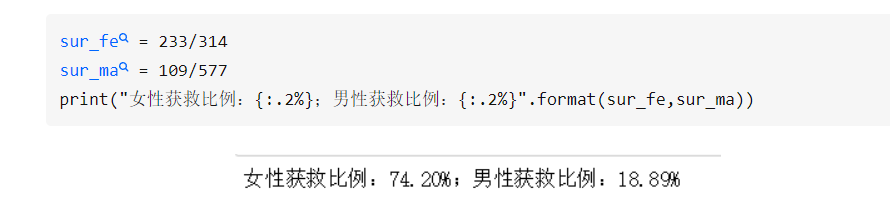 sur_fe = 233/314
sur_ma = 109/577
print("女性获救比例：{:.2%}；男性获救比例：{:.2%}".format(sur_fe,sur_ma))
女性获救比例：74.20%；男性获救比例：18.89%